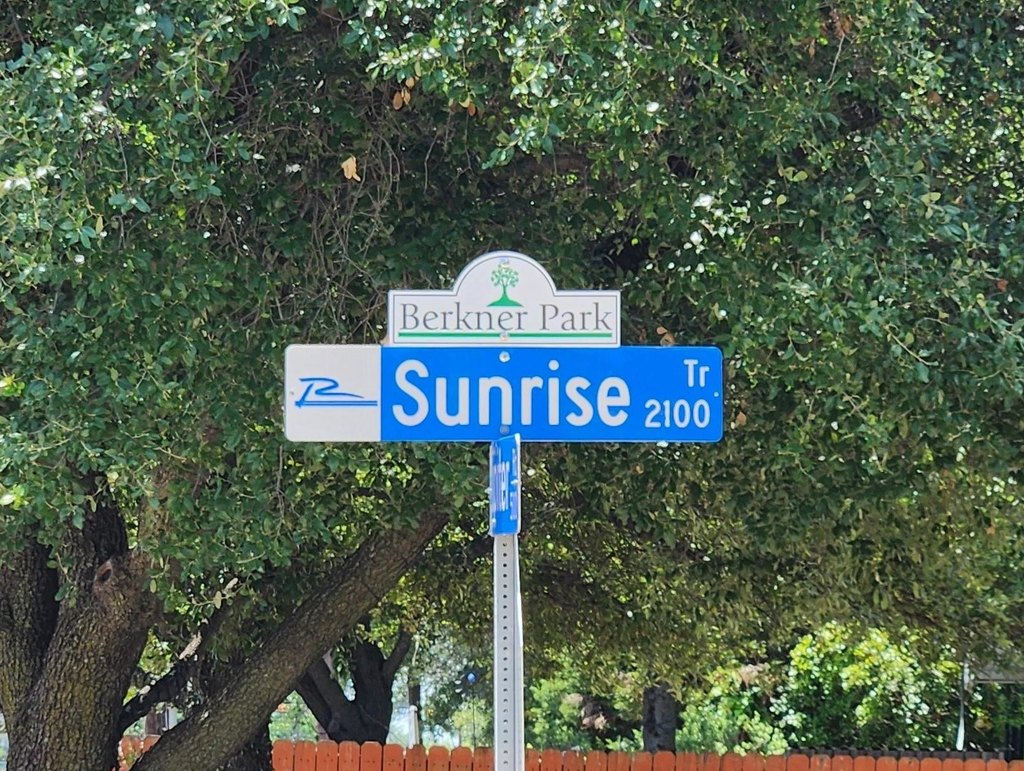 Berkner Park
Sunrise Tr
2100